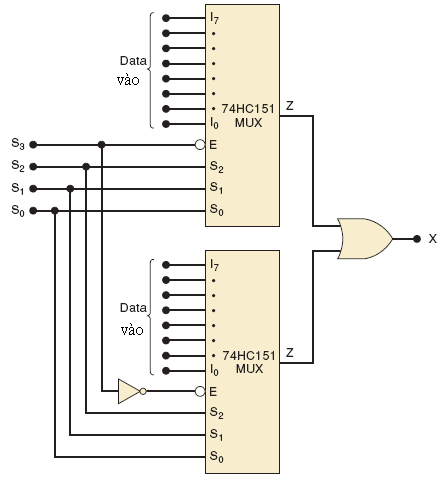 I7
Data
vào
74HC151
MUX
Z
I0
S3
E
S2
S2
S1
S1
S0
S0
X
I7
Data
vào
74HC151
MUX
Z
I0
E
S2
S1
S0